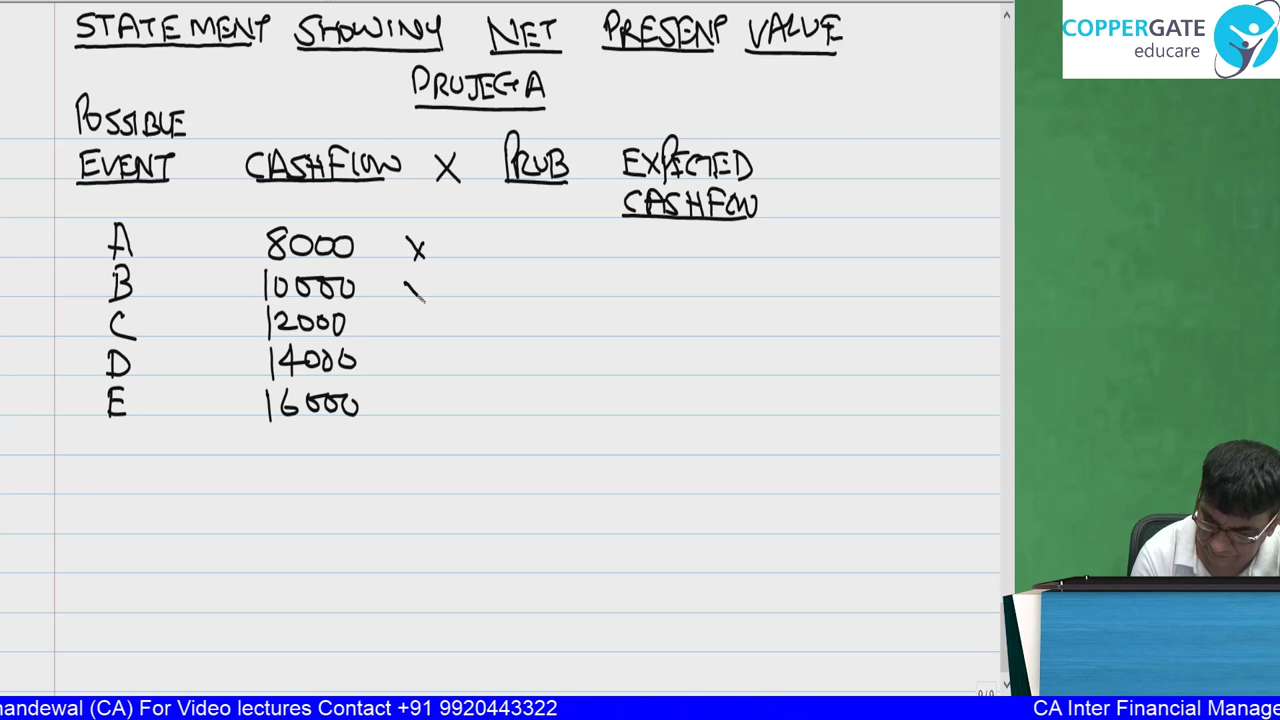 STATEMENT SHOWING NET PRESENT VALUE
PROJECT A
POSSIBLE
EVENT CASHFLOW X PROB EXPECTED
CASHFLOW
A 8000 X
B 10000
C 12000
D 14000
E 16000
COPPERGATE
educare
handewal (CA) For Video lectures Contact +91 9920443322
CA Inter Financial Manage